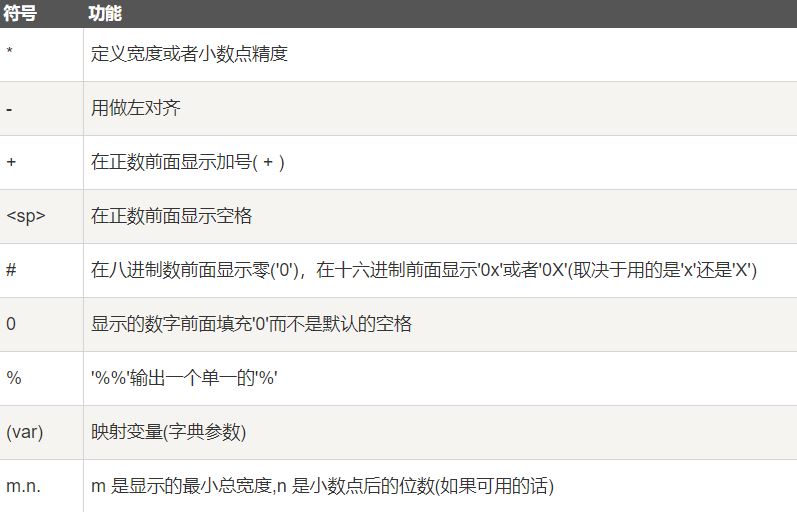 符号 功能
* 定义宽度或者小数点精度
- 用做左对齐
+ 在正数前面显示加号( + )
<sp> 在正数前面显示空格
# 在八进制数前面显示零('0')，在十六进制前面显示'0x'或者'0X'(取决于用的是'x'还是'X')
0 显示的数字前面填充'0'而不是默认的空格
% '%%'输出一个单一的'%'
(var) 映射变量(字典参数)
m.n. m 是显示的最小总宽度,n 是小数点后的位数(如果可用的话)